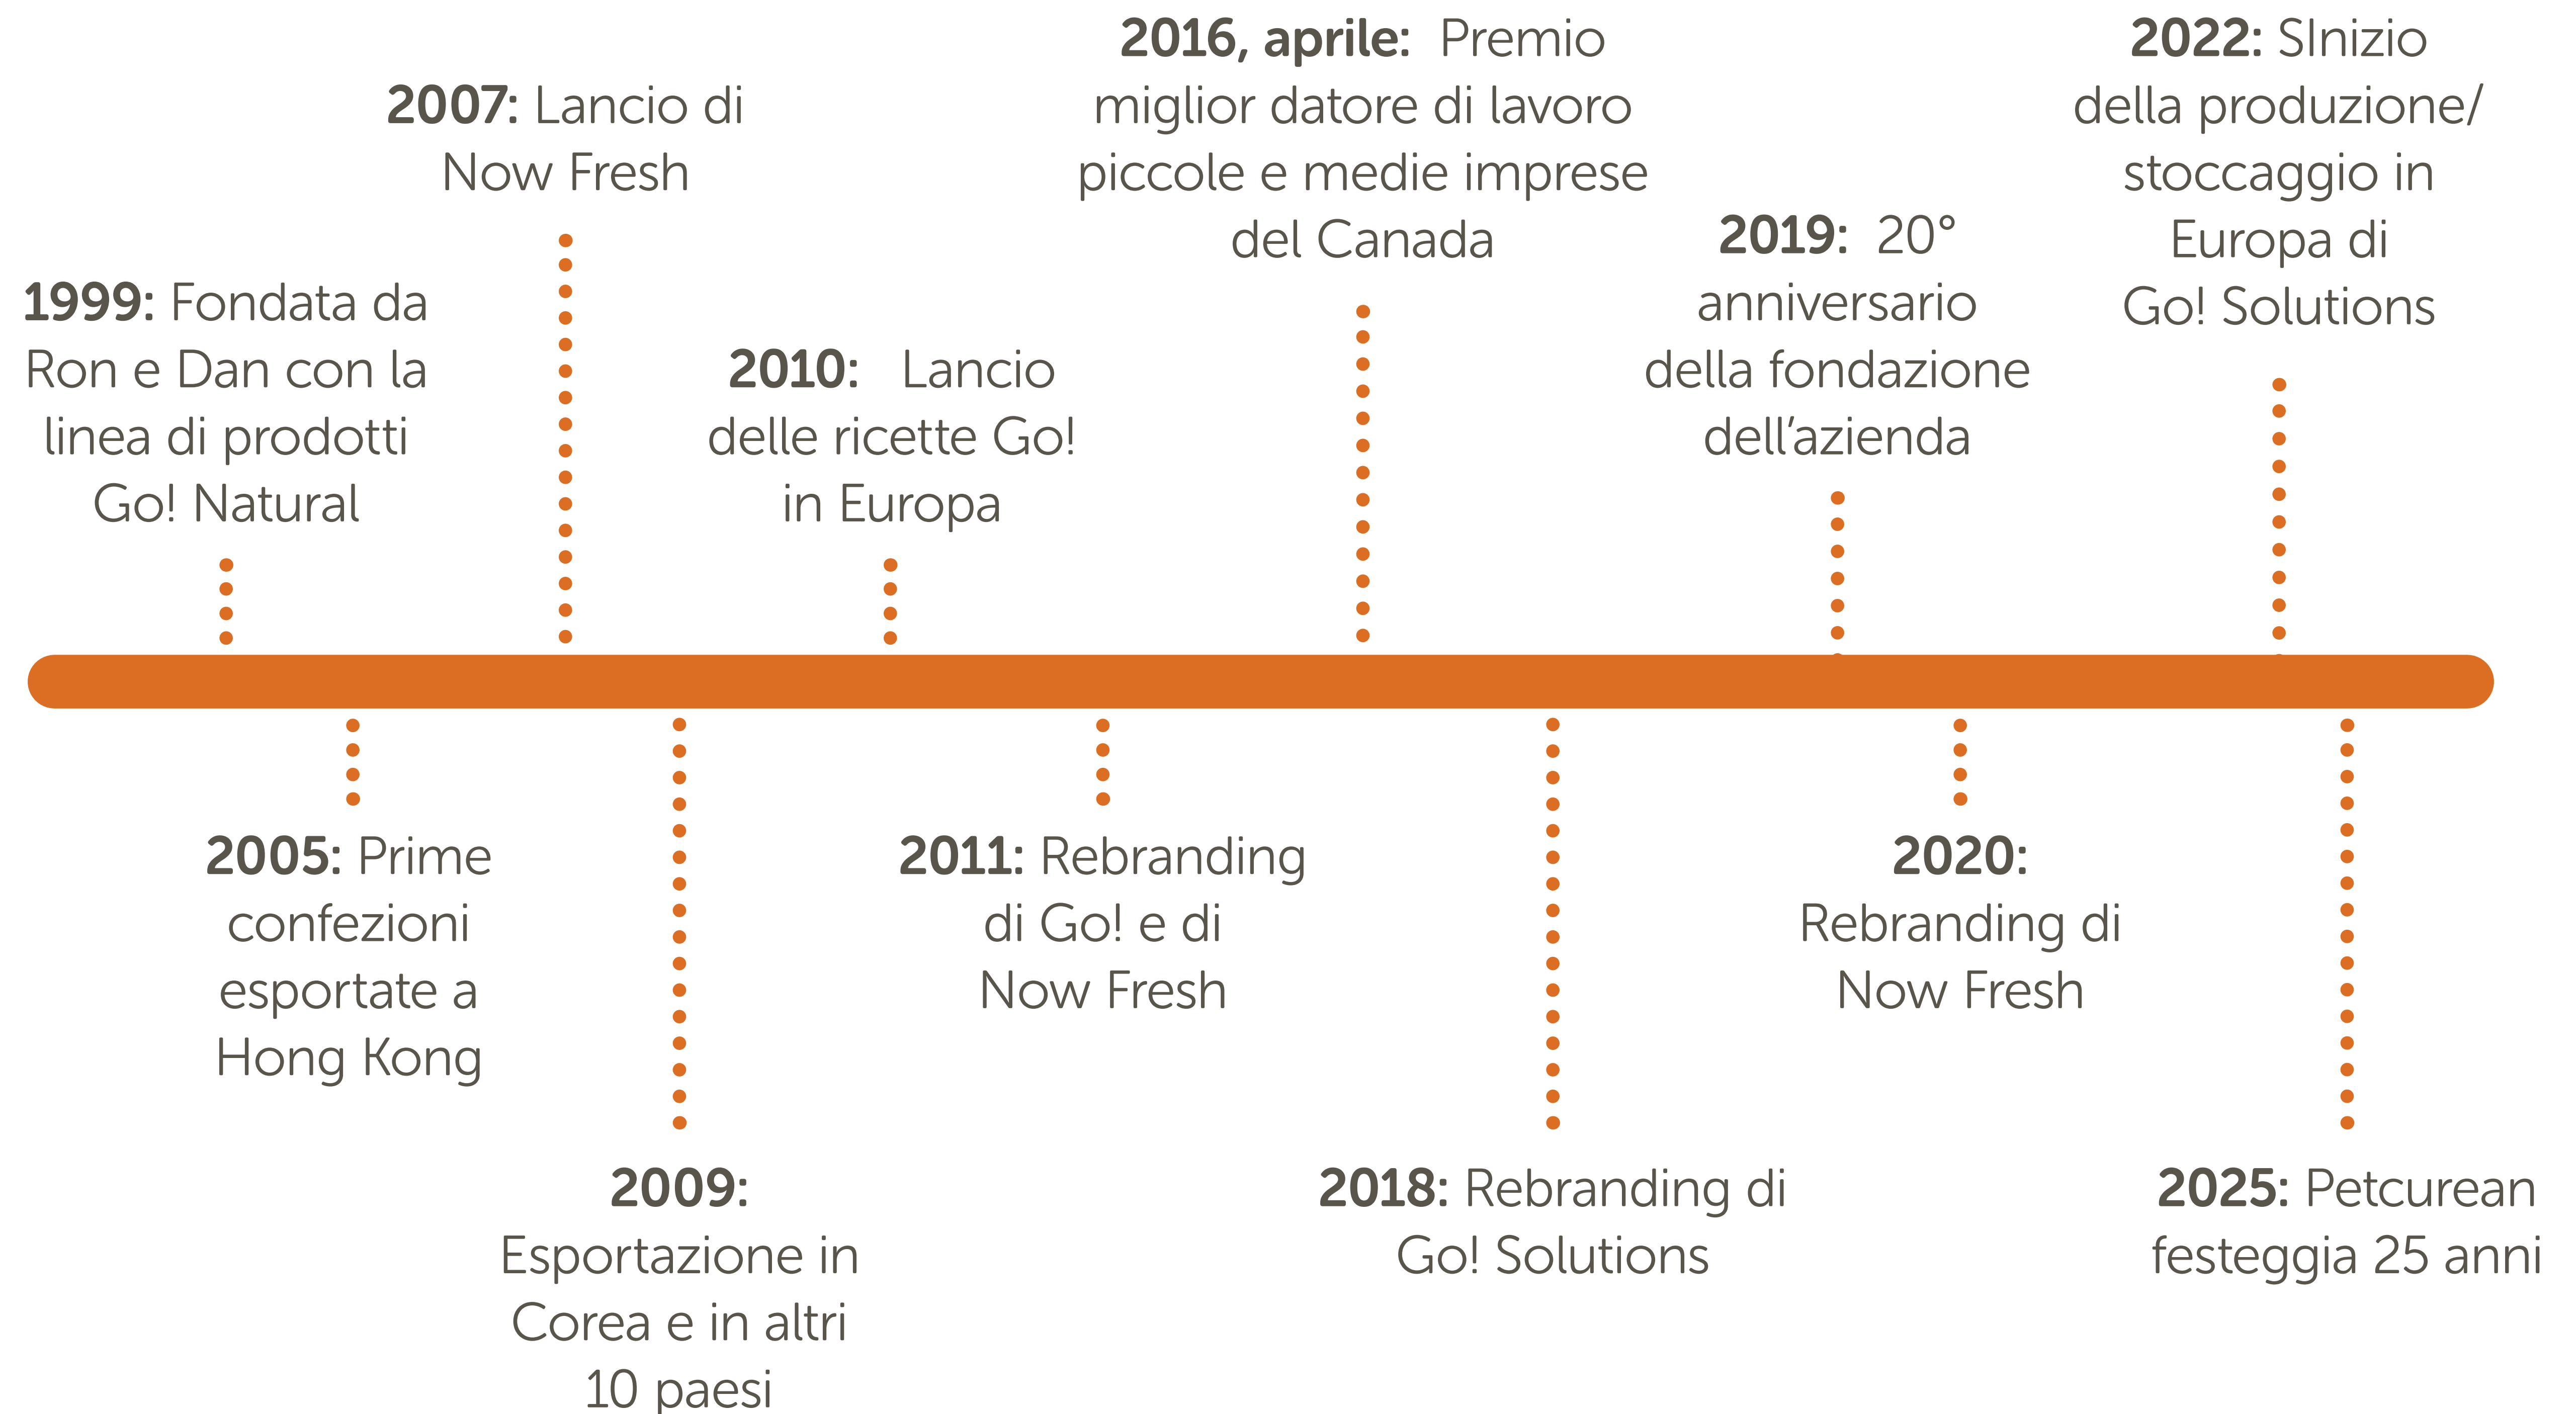 1999: Fondata da
Ron e Dan con la
linea di prodotti
Go! Natural
2005: Prime
confezioni
esportate a
Hong Kong
2007: Lancio di
Now Fresh
2009:
Esportazione in
Corea e in altri
10 paesi
2010: Lancio
delle ricette Go!
in Europa
2011: Rebranding
di Go! e di
Now Fresh
2016, aprile: Premio
miglior datore di lavoro
piccole e medie imprese
del Canada
2018: Rebranding di
Go! Solutions
2019: 20°
anniversario
della fondazione
dell’azienda
2020:
Rebranding di
Now Fresh
2022: SInizio
della produzione/
stoccaggio in
Europa di
Go! Solutions
2025: Petcurean
festeggia 25 anni